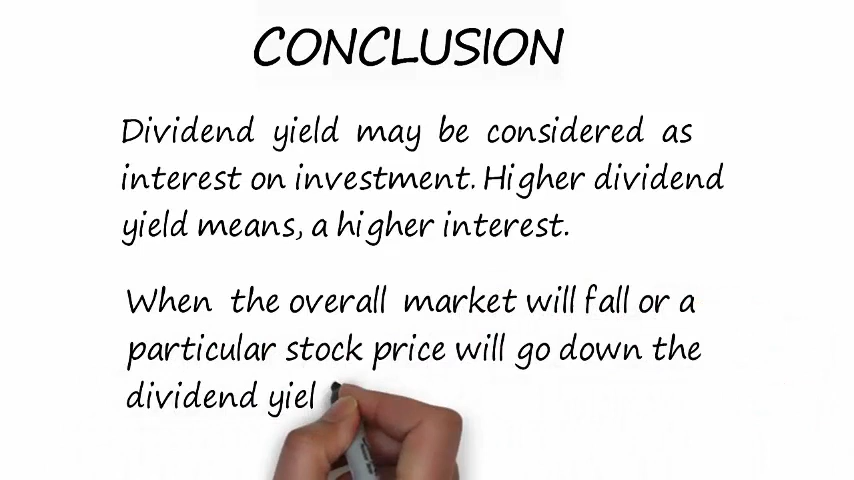 CONCLUSION
Dividend yield may be considered as
interest on investment. Higher dividend
yield means, a higher interest.
When the overall market will fall or a
particular stock price will go down the
dividend yiel